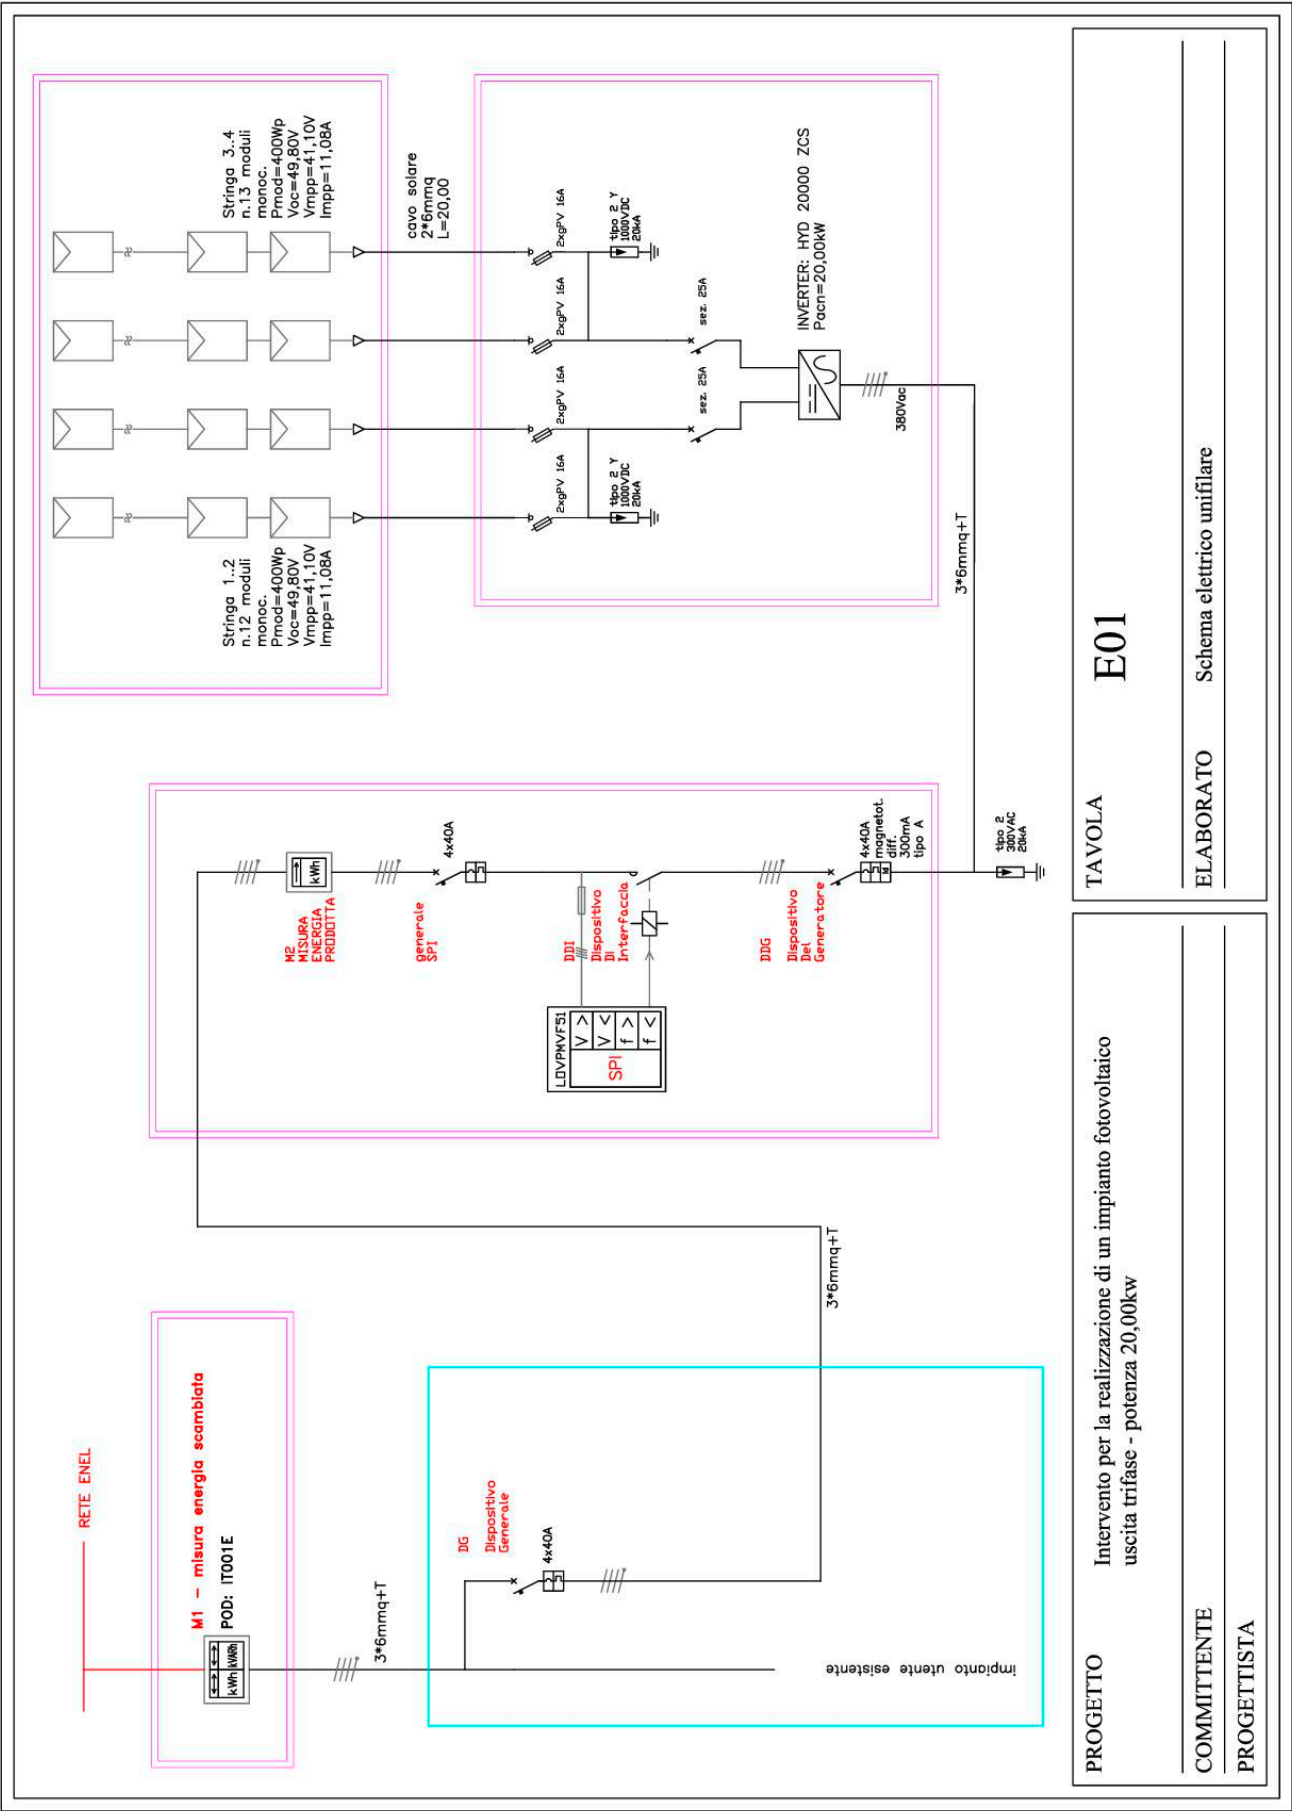 RETE ENEL
M1 - misura energia scambiata
POD: IT001E
kWh
kVARh
3*6mmq+T
DG
Dispositivo
Generale
4x40A
impianto utente esistente
3*6mmq+T
M2
MISURA
ENERGIA
PRODOTTA
kWh
generale
SPI
4x40A
LOVPMVF51
SPI
V >
V <
f >
f <
DDI
Dispositivo
Di
Interfaccia
DDG
Dispositivo
Del
Generatore
4x40A
magnetot.
diff.
300mA
tipo A
tipo 2
300VAC
20kA
3*6mmq+T
Stringa 1..2
n.12 moduli
monoc.
Pmod=400Wp
Voc=49,80V
Vmpp=41,10V
Impp=11,08A
Stringa 3..4
n.13 moduli
monoc.
Pmod=400Wp
Voc=49,80V
Vmpp=41,10V
Impp=11,08A
cavo solare
2*6mmq
L=20,00
2xgPV 16A
2xgPV 16A
2xgPV 16A
2xgPV 16A
tipo 2 Y
1000VDC
20kA
tipo 2 Y
1000VDC
20kA
sez. 25A
sez. 25A
INVERTER: HYD 20000 ZCS
Pacn=20,00kW
380Vac
PROGETTO
Intervento per la realizzazione di un impianto fotovoltaico
uscita trifase - potenza 20,00kw
COMMITTENTE
PROGETTISTA
TAVOLA
E01
ELABORATO
Schema elettrico unifilare